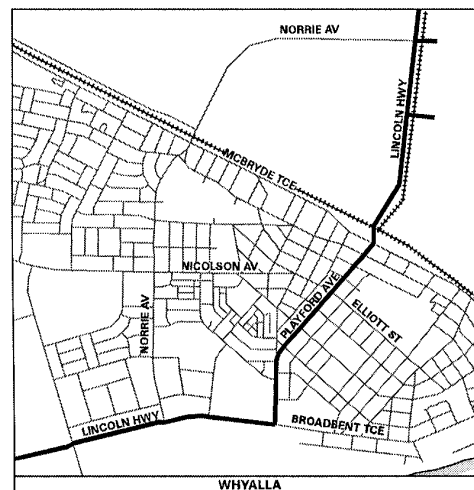 NORRIE AV
LINCOLN HWY
MCBRYDE TCE
NICOLSON AV
PLAYFORD AVE
ELLIOTT ST
NORRIE AV
LINCOLN HWY
BROADBENT TCE
WHYALLA